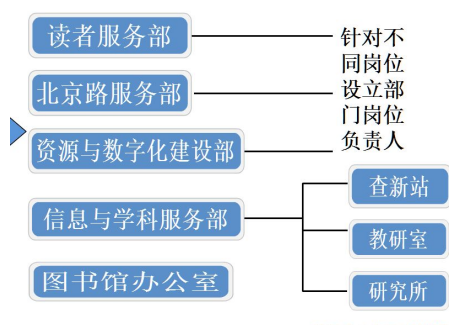 读者服务部
北京路服务部
资源与数字化建设部
信息与学科服务部
图书馆办公室
针对不
同岗位
设立部
门岗位
负责人
查新站
教研室
研究所